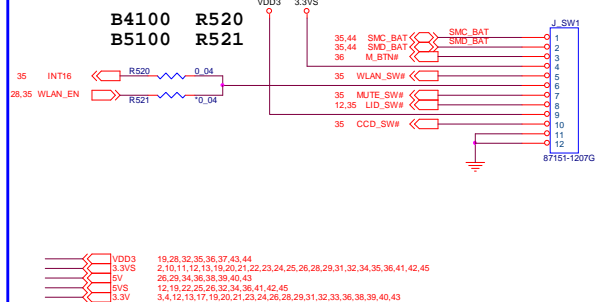 VDD3 3.3VS
B4100 R520
B5100 R521
J_SW1
35,44 SMC_BAT SMC_BAT 1
35,44 SMD_BAT SMD_BAT 2
36 M_BTN# 3
4
35 INT16 R520 0_04
35 WLAN_SW# 5
6
28,35 WLAN_EN R521 *0_04
35 MUTE_SW# 7
12,35 LID_SW# 8
9
35 CCD_SW# 10
11
12
87151-1207G
VDD3 19,28,32,35,36,37,43,44
3.3VS 2,10,11,12,13,19,20,21,22,23,24,25,26,28,29,31,32,34,35,36,41,42,45
5V 26,29,34,36,38,39,40,43
5VS 12,19,22,25,26,32,34,36,41,42,45
3.3V 3,4,12,13,17,19,20,21,23,24,26,28,29,31,32,33,36,38,39,40,43